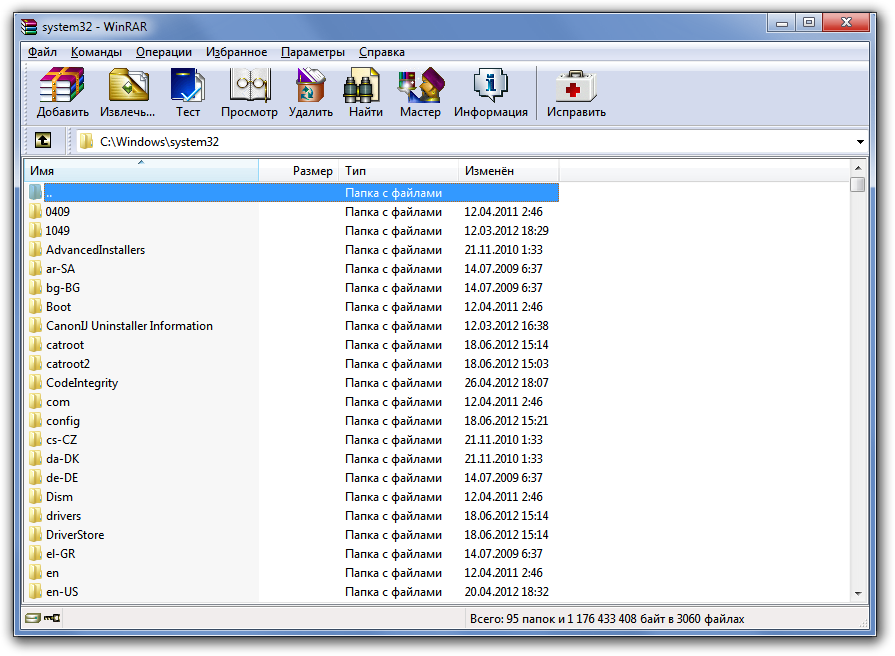 system32 - WinRAR
Файл Команды Операции Избранное Параметры Справка
Добавить Извлечь... Тест Просмотр Удалить Найти Мастер Информация Исправить
C:\Windows\system32
Имя Размер Тип Изменён
.. Папка с файлами
0409 Папка с файлами 12.04.2011 2:46
1049 Папка с файлами 12.03.2012 18:29
AdvancedInstallers Папка с файлами 21.11.2010 1:33
ar-SA Папка с файлами 14.07.2009 6:37
bg-BG Папка с файлами 14.07.2009 6:37
Boot Папка с файлами 12.04.2011 2:46
CanonIJ Uninstaller Information Папка с файлами 12.03.2012 16:38
catroot Папка с файлами 18.06.2012 15:14
catroot2 Папка с файлами 18.06.2012 15:03
CodeIntegrity Папка с файлами 26.04.2012 18:07
com Папка с файлами 12.04.2011 2:46
config Папка с файлами 18.06.2012 15:21
cs-CZ Папка с файлами 21.11.2010 1:33
da-DK Папка с файлами 21.11.2010 1:33
de-DE Папка с файлами 14.07.2009 6:37
Dism Папка с файлами 12.04.2011 2:46
drivers Папка с файлами 18.06.2012 15:14
DriverStore Папка с файлами 18.06.2012 15:14
el-GR Папка с файлами 14.07.2009 6:37
en Папка с файлами 12.04.2011 2:46
en-US Папка с файлами 20.04.2012 18:32
Всего: 95 папок и 1 176 433 408 байт в 3060 файлах